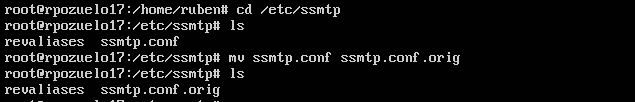 root@rpozuelo17:/home/ruben# cd /etc/ssmtp
root@rpozuelo17:/etc/ssmtp# ls
revaliases  ssmtp.conf
root@rpozuelo17:/etc/ssmtp# mv ssmtp.conf ssmtp.conf.orig
root@rpozuelo17:/etc/ssmtp# ls
revaliases  ssmtp.conf.orig